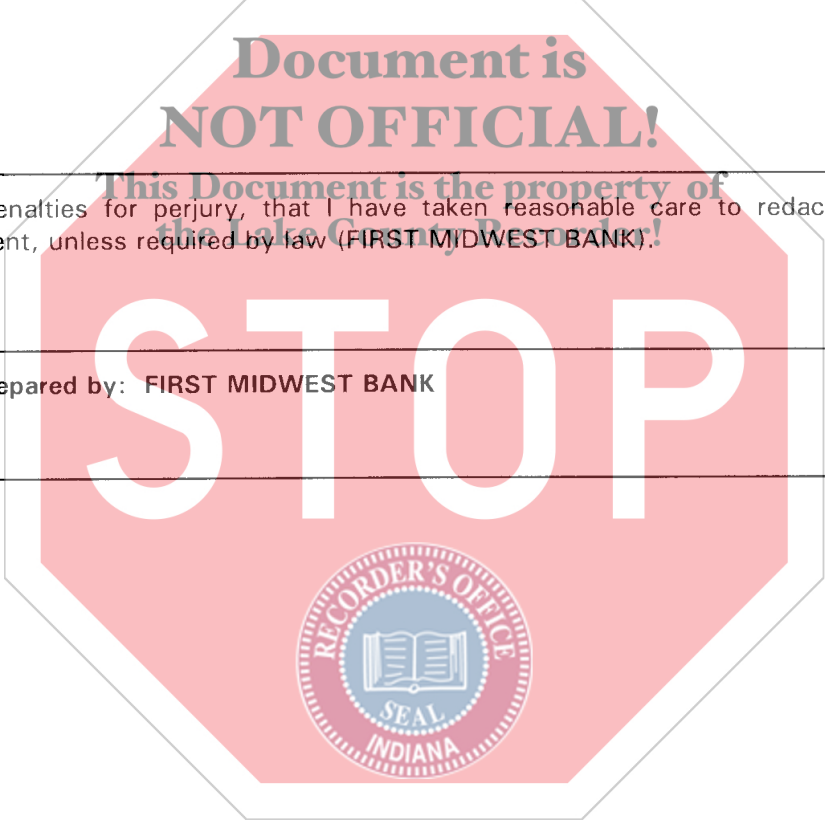 Document is
NOT OFFICIAL!
This Document is the property of
the Lake County Recorder!
enalties for perjury, that I have taken reasonable care to redac
ent, unless required by law (FIRST MIDWEST BANK).
epared by: FIRST MIDWEST BANK
STOP
RECORDER'S OFFICE
SEAL
INDIANA